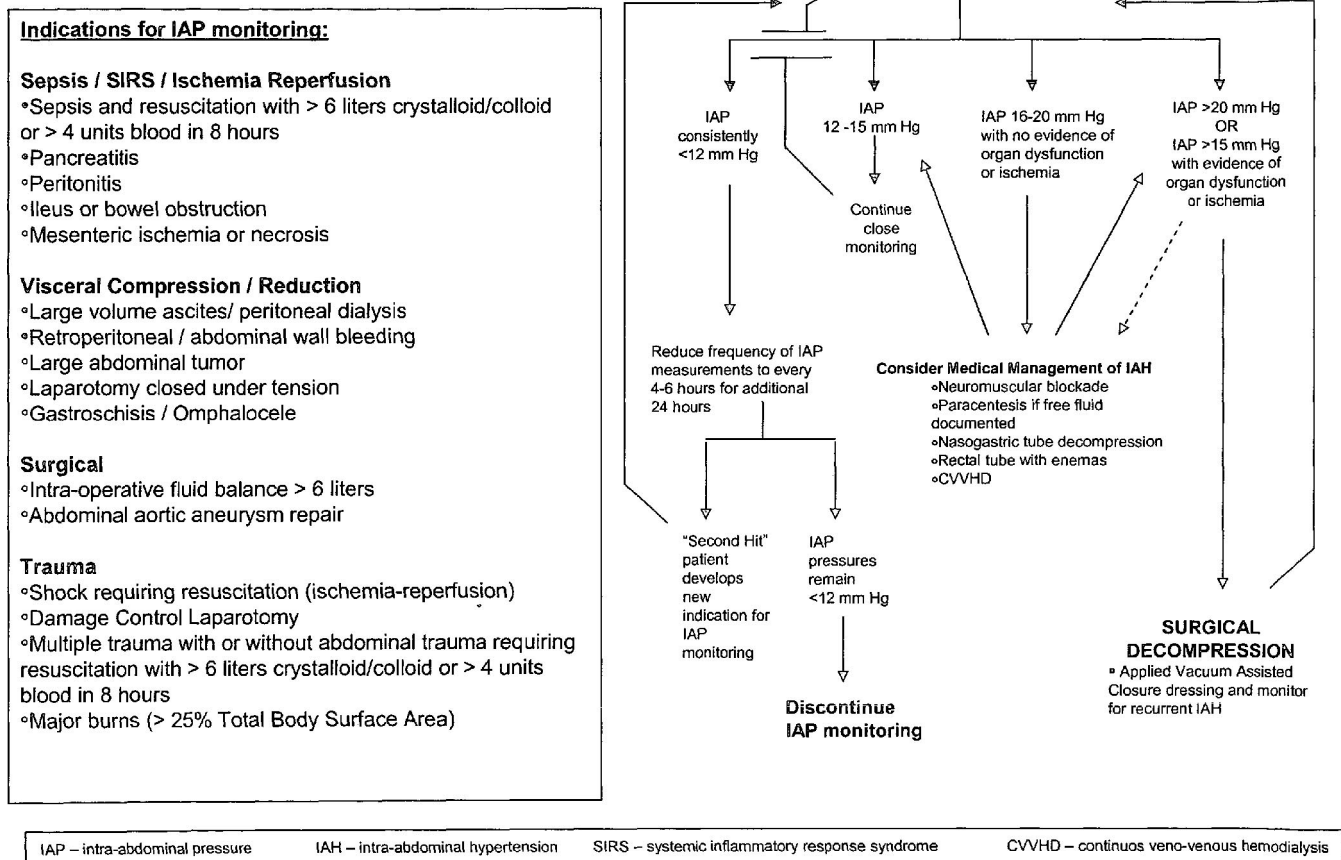 Indications for IAP monitoring:
Sepsis / SIRS / Ischemia Reperfusion
•Sepsis and resuscitation with > 6 liters crystalloid/colloid
or > 4 units blood in 8 hours
•Pancreatitis
°Peritonitis
°Ileus or bowel obstruction
°Mesenteric ischemia or necrosis
Visceral Compression / Reduction
°Large volume ascites/ peritoneal dialysis
°Retroperitoneal / abdominal wall bleeding
°Large abdominal tumor
°Laparotomy closed under tension
°Gastroschisis / Omphalocele
Surgical
°Intra-operative fluid balance > 6 liters
°Abdominal aortic aneurysm repair
Trauma
°Shock requiring resuscitation (ischemia-reperfusion)
°Damage Control Laparotomy
°Multiple trauma with or without abdominal trauma requiring
resuscitation with > 6 liters crystalloid/colloid or > 4 units
blood in 8 hours
°Major burns (> 25% Total Body Surface Area)
IAP
consistently
<12 mm Hg
IAP
12 -15 mm Hg
IAP 16-20 mm Hg
with no evidence of
organ dysfunction
or ischemia
IAP >20 mm Hg
OR
IAP >15 mm Hg
with evidence of
organ dysfunction
or ischemia
Continue
close
monitoring
Reduce frequency of IAP
measurements to every
4-6 hours for additional
24 hours
Consider Medical Management of IAH
°Neuromuscular blockade
°Paracentesis if free fluid
documented
°Nasogastric tube decompression
°Rectal tube with enemas
°CVVHD
"Second Hit"
patient
develops
new
indication for
IAP
monitoring
IAP
pressures
remain
<12 mm Hg
Discontinue
IAP monitoring
SURGICAL
DECOMPRESSION
▫ Applied Vacuum Assisted
Closure dressing and monitor
for recurrent IAH
IAP – intra-abdominal pressure IAH – intra-abdominal hypertension SIRS – systemic inflammatory response syndrome CVVHD – continuos veno-venous hemodialysis